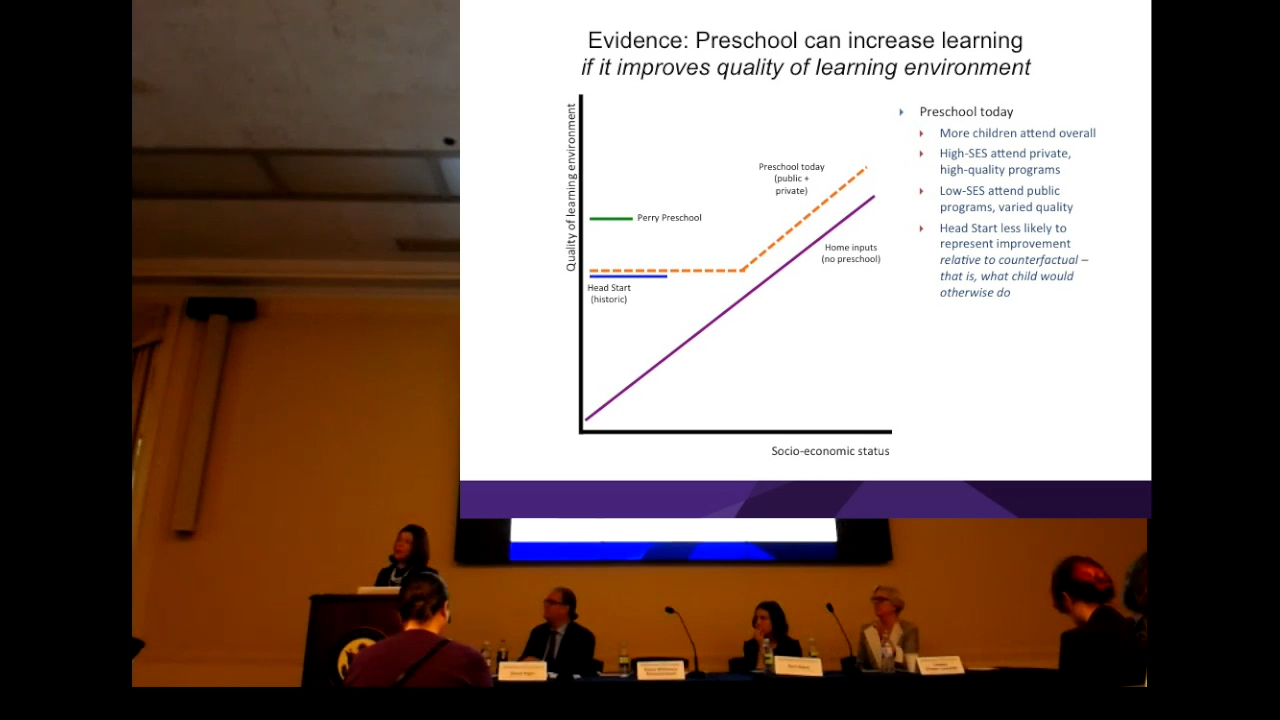 Evidence: Preschool can increase learning
if it improves quality of learning environment
Quality of learning environment
Preschool today
(public +
private)
Perry Preschool
Home inputs
(no preschool)
Head Start
(historic)
Socio-economic status
Preschool today
More children attend overall
High-SES attend private,
high-quality programs
Low-SES attend public
programs, varied quality
Head Start less likely to
represent improvement
relative to counterfactual –
that is, what child would
otherwise do